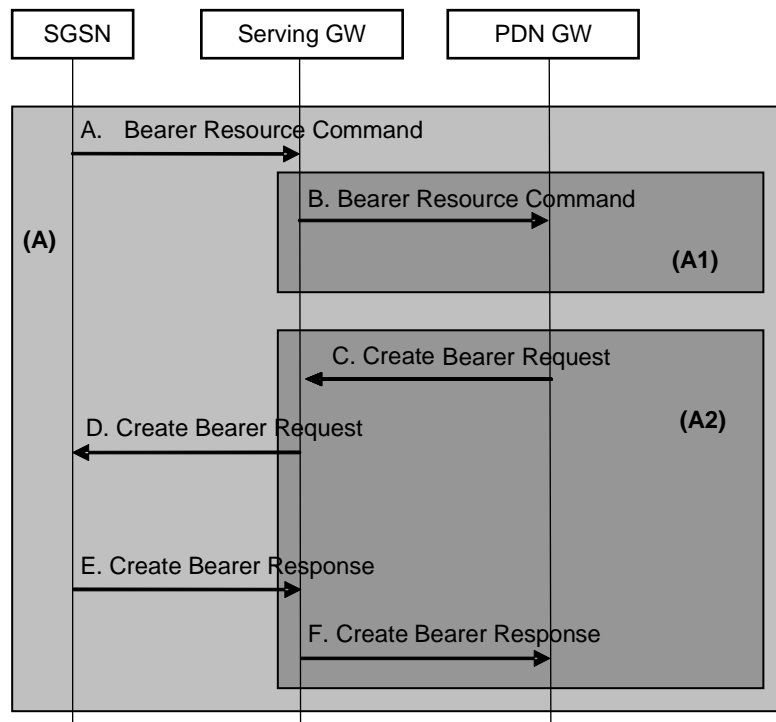 SGSN
Serving GW
PDN GW
A. Bearer Resource Command
B. Bearer Resource Command
(A)
(A1)
C. Create Bearer Request
D. Create Bearer Request
(A2)
E. Create Bearer Response
F. Create Bearer Response